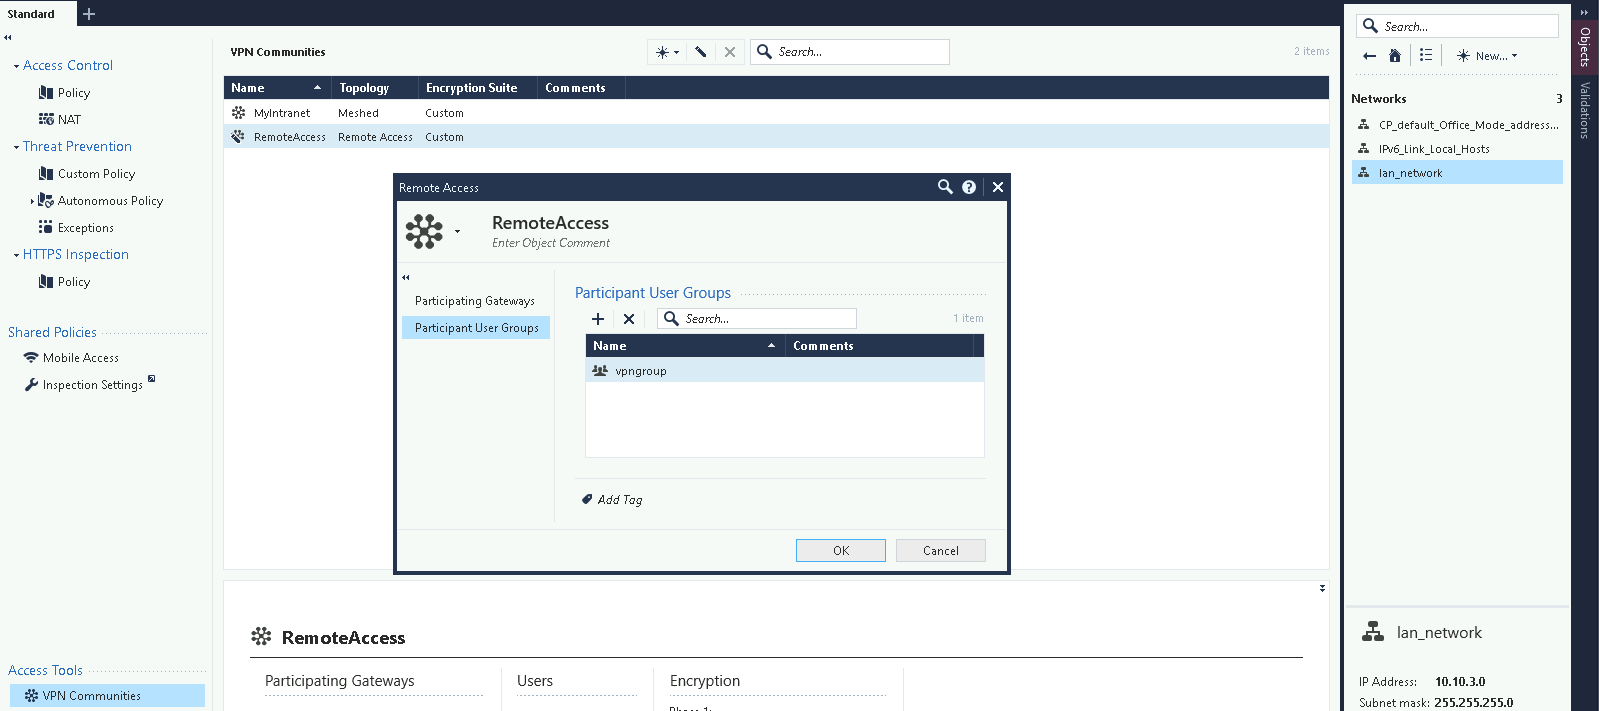 Standard
Access Control
Policy
NAT
Threat Prevention
Custom Policy
Autonomous Policy
Exceptions
HTTPS Inspection
Policy
Shared Policies
Mobile Access
Inspection Settings
Access Tools
VPN Communities
VPN Communities
Search...
2 items
Name Topology Encryption Suite Comments
MyIntranet Meshed Custom
RemoteAccess Remote Access Custom
Remote Access
RemoteAccess
Enter Object Comment
Participating Gateways
Participant User Groups
Participant User Groups
Search...
1 item
Name Comments
vpngroup
Add Tag
OK Cancel
RemoteAccess
Participating Gateways Users Encryption
Phase 1:
Search...
New...
Networks 3
CP_default_Office_Mode_address...
IPv6_Link_Local_Hosts
lan_network
lan_network
IP Address: 10.10.3.0
Subnet mask: 255.255.255.0
Objects
Validations